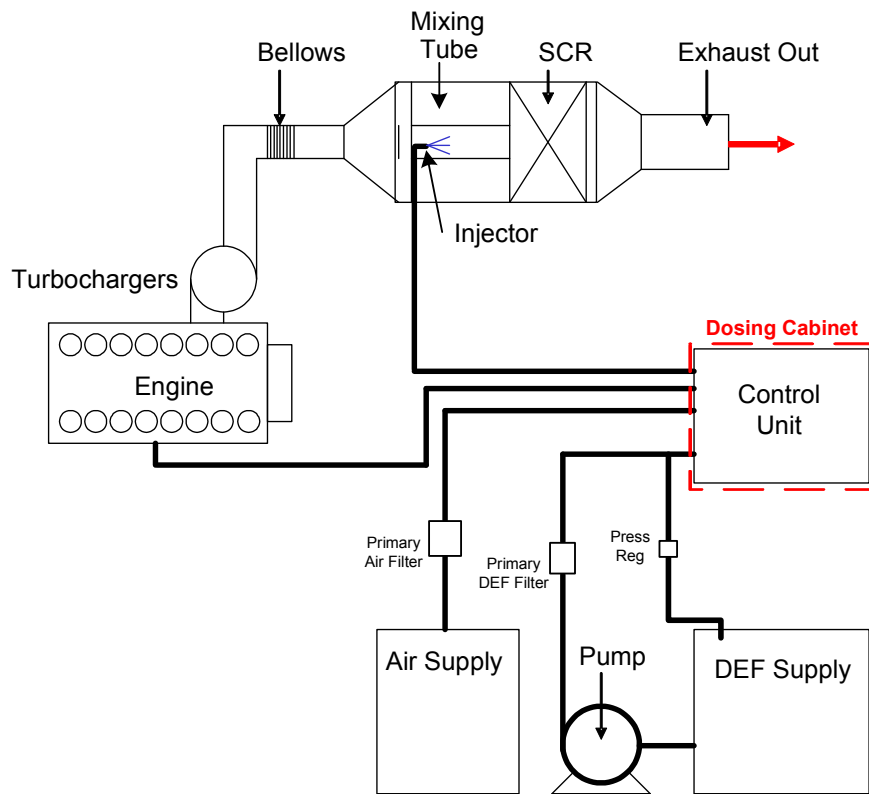 Mixing
Tube
Bellows
SCR
Exhaust Out
Injector
Turbochargers
Engine
Dosing Cabinet
Control
Unit
Primary
Air Filter
Primary
DEF Filter
Press
Reg
Air Supply
Pump
DEF Supply